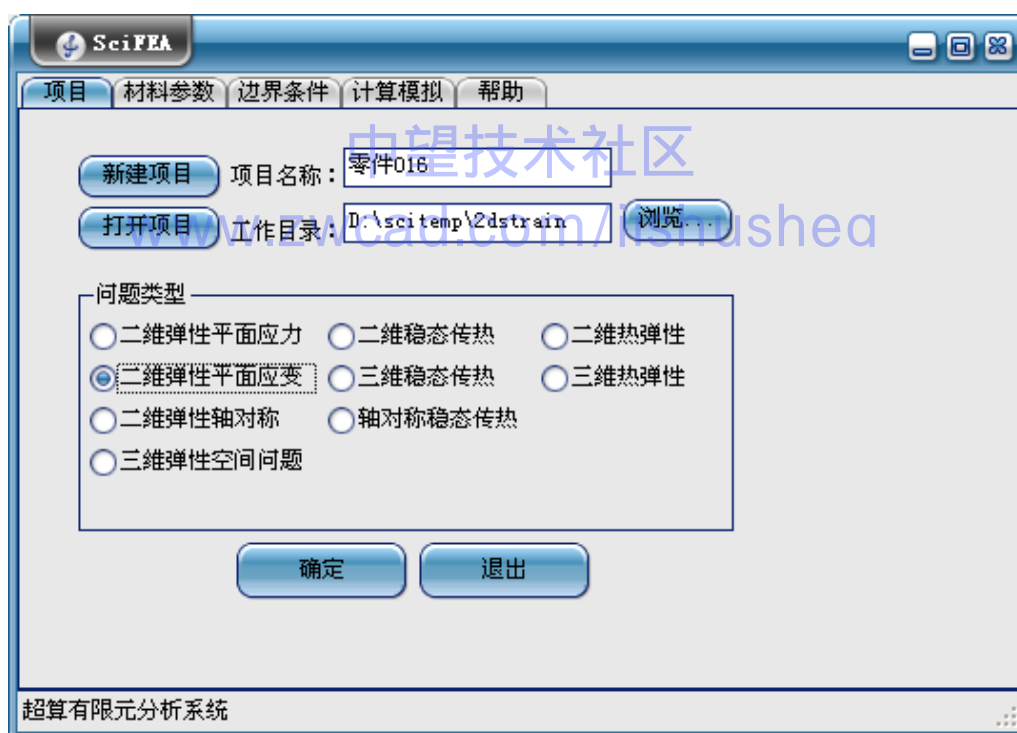 SciFEA
项目 材料参数 边界条件 计算模拟 帮助
中望技术社区
新建项目 项目名称: 零件016
打开项目 工作目录: D:\scitemp\2dstrain 浏览...
www.zwcad.com/jishusheq
问题类型
二维弹性平面应力 二维稳态传热 二维热弹性
二维弹性平面应变 三维稳态传热 三维热弹性
二维弹性轴对称 轴对称稳态传热
三维弹性空间问题
确定 退出
超算有限元分析系统